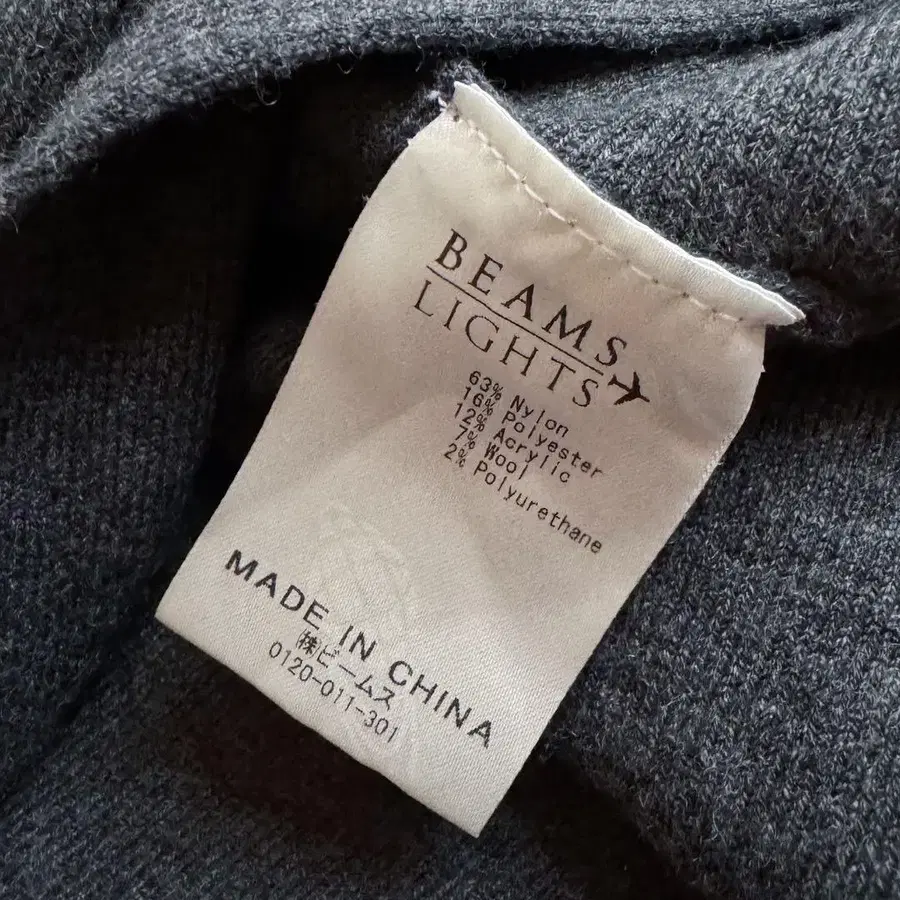 BEAMS
LIGHTS
63% Nylon
16% Polyester
12% Acrylic
7% Wool
2% Polyurethane
MADE IN CHINA
㈱ビームス
0120-011-301